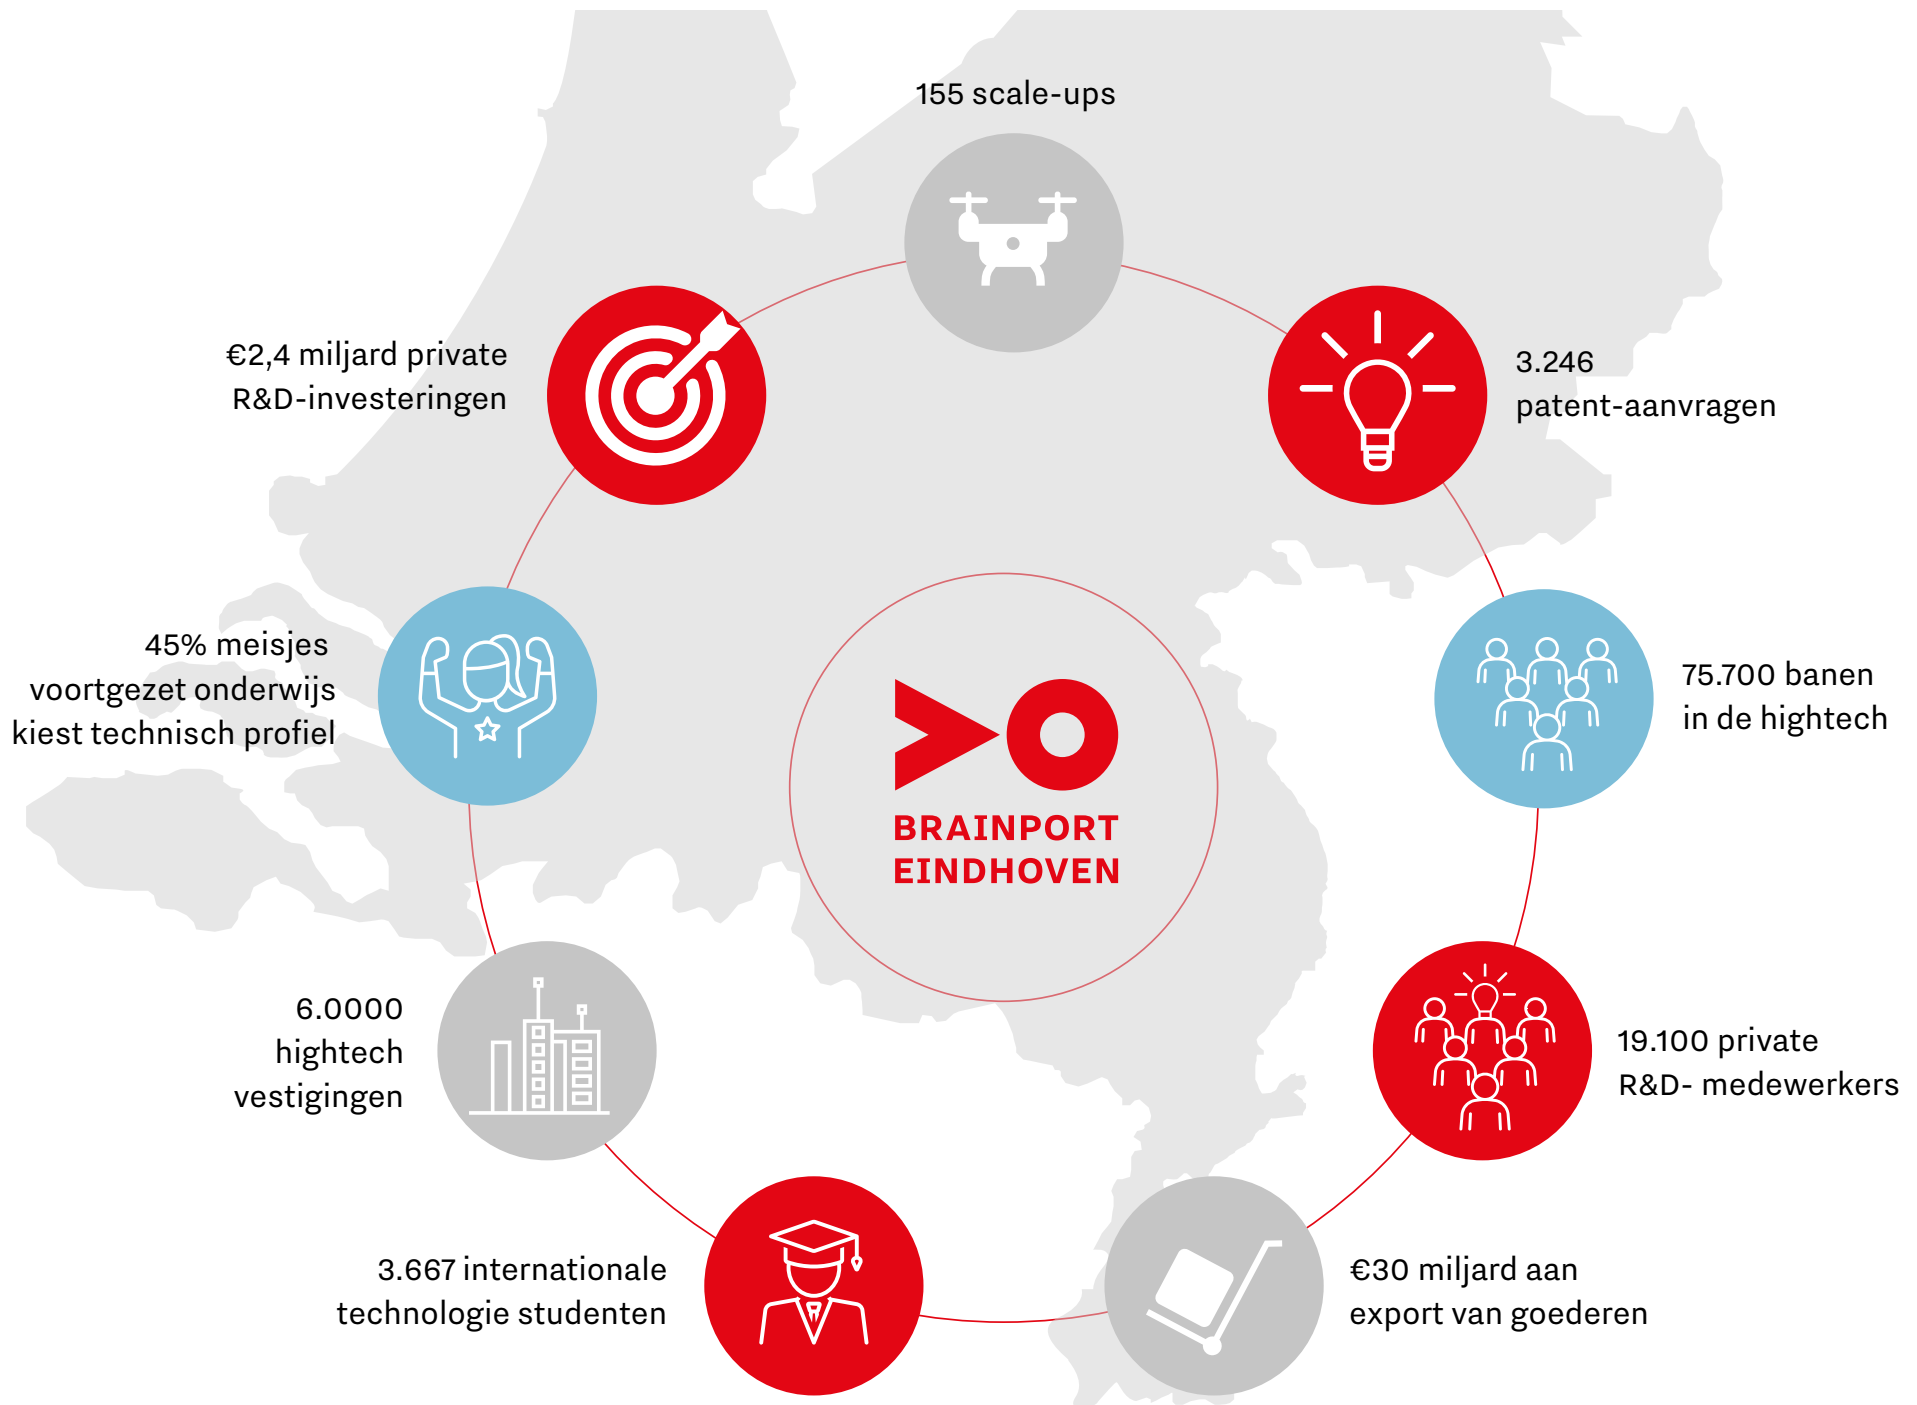 155 scale-ups
€2,4 miljard private
R&D-investeringen
3.246
patent-aanvragen
45% meisjes
voortgezet onderwijs
kiest technisch profiel
75.700 banen
in de hightech
BRAINPORT
EINDHOVEN
6.0000
hightech
vestigingen
19.100 private
R&D- medewerkers
3.667 internationale
technologie studenten
€30 miljard aan
export van goederen